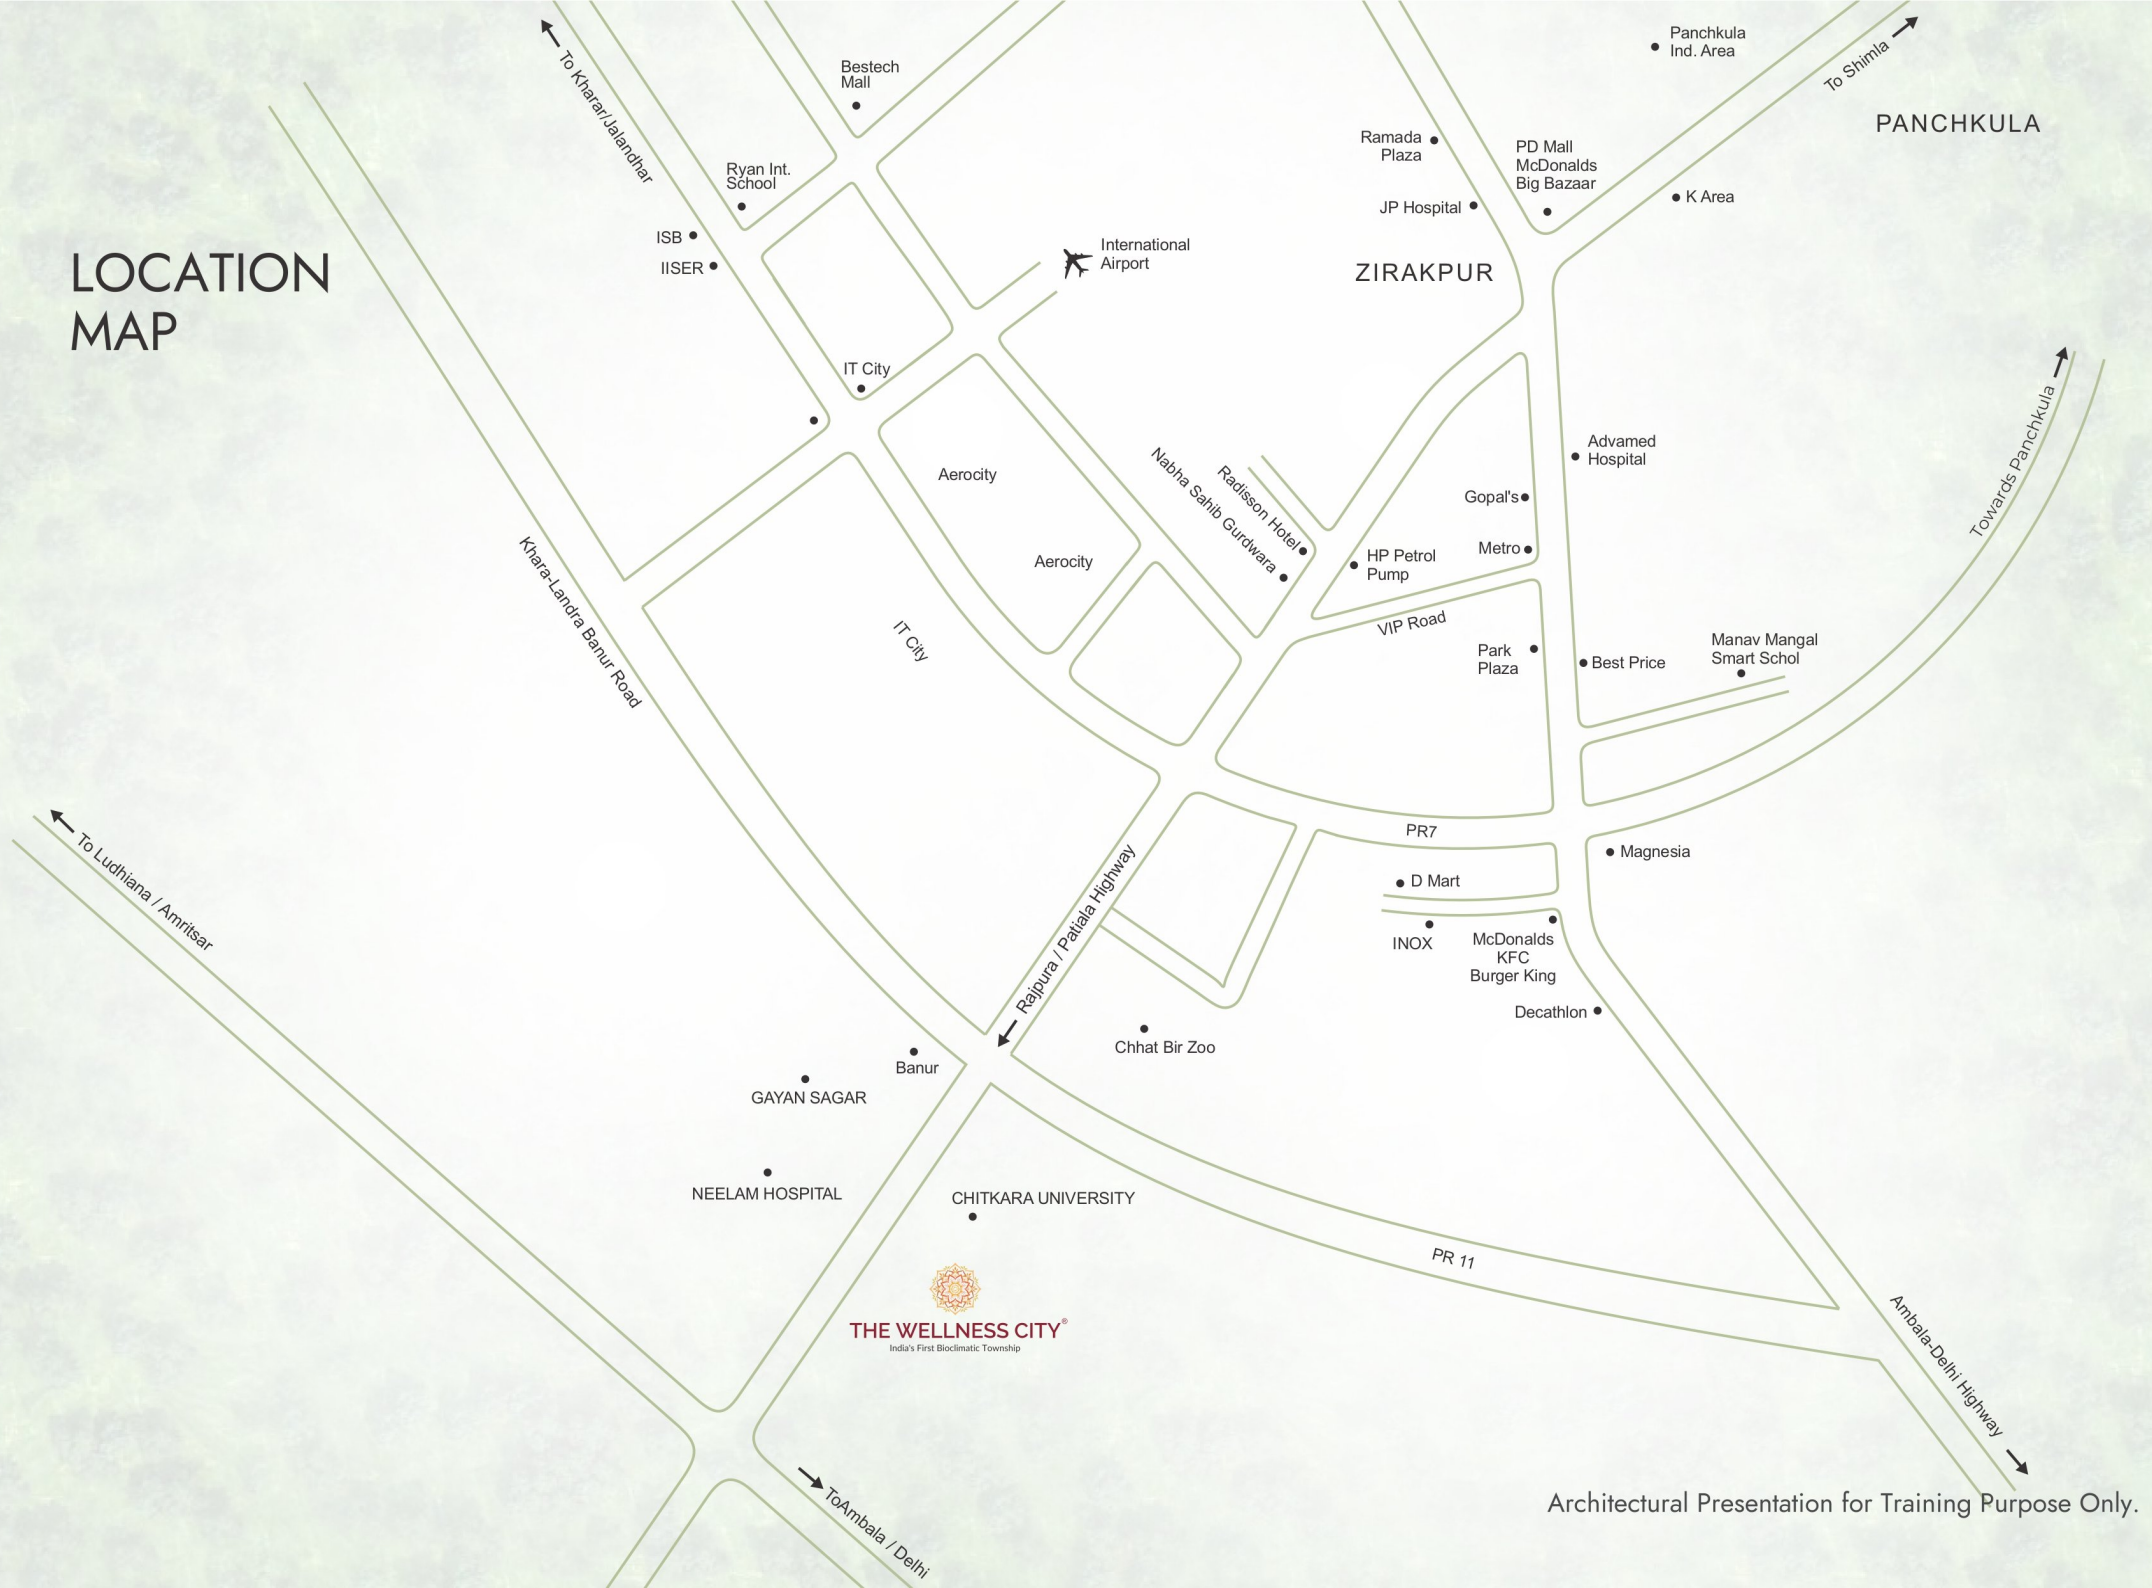 LOCATION
MAP
To Kharar/Jalandhar
Bestech
Mall
Ryan Int.
School
ISB
IISER
International
Airport
IT City
Panchkula
Ind. Area
To Shimla
PANCHKULA
Ramada
Plaza
PD Mall
McDonalds
Big Bazaar
JP Hospital
K Area
ZIRAKPUR
Aerocity
Aerocity
IT City
Khara-Landra Banur Road
Nabha Sahib Gurdwara
Radisson Hotel
HP Petrol
Pump
Gopal's
Metro
Advamed
Hospital
VIP Road
Park
Plaza
Best Price
Manav Mangal
Smart Schol
Towards Panchkula
PR7
Magnesia
D Mart
INOX
McDonalds
KFC
Burger King
Decathlon
To Ludhiana / Amritsar
Rajpura / Patiala Highway
Chhat Bir Zoo
Banur
GAYAN SAGAR
NEELAM HOSPITAL
CHITKARA UNIVERSITY
PR 11
THE WELLNESS CITY®
India's First Bioclimatic Township
Ambala-Delhi Highway
ToAmbala / Delhi
Architectural Presentation for Training Purpose Only.